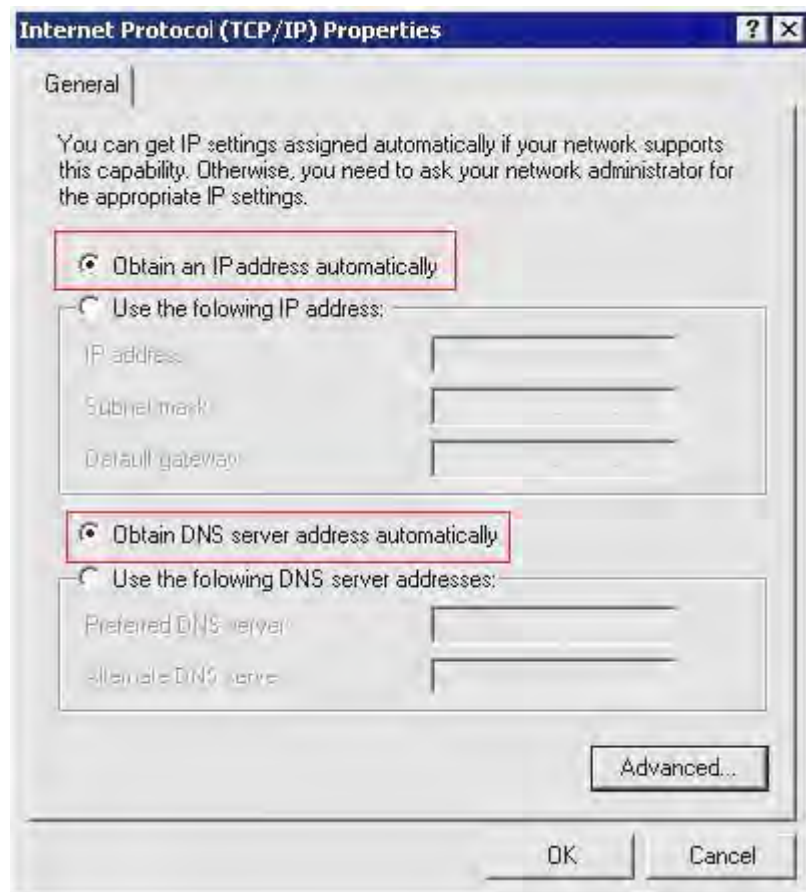 Internet Protocol (TCP/IP) Properties
General
You can get IP settings assigned automatically if your network supports
this capability. Otherwise, you need to ask your network administrator for
the appropriate IP settings.
Obtain an IP address automatically
Use the folowing IP address:
IP address
Subnet mask
Default gateway
Obtain DNS server address automatically
Use the folowing DNS server addresses:
Preferred DNS server
Alternate DNS serve
Advanced...
OK
Cancel